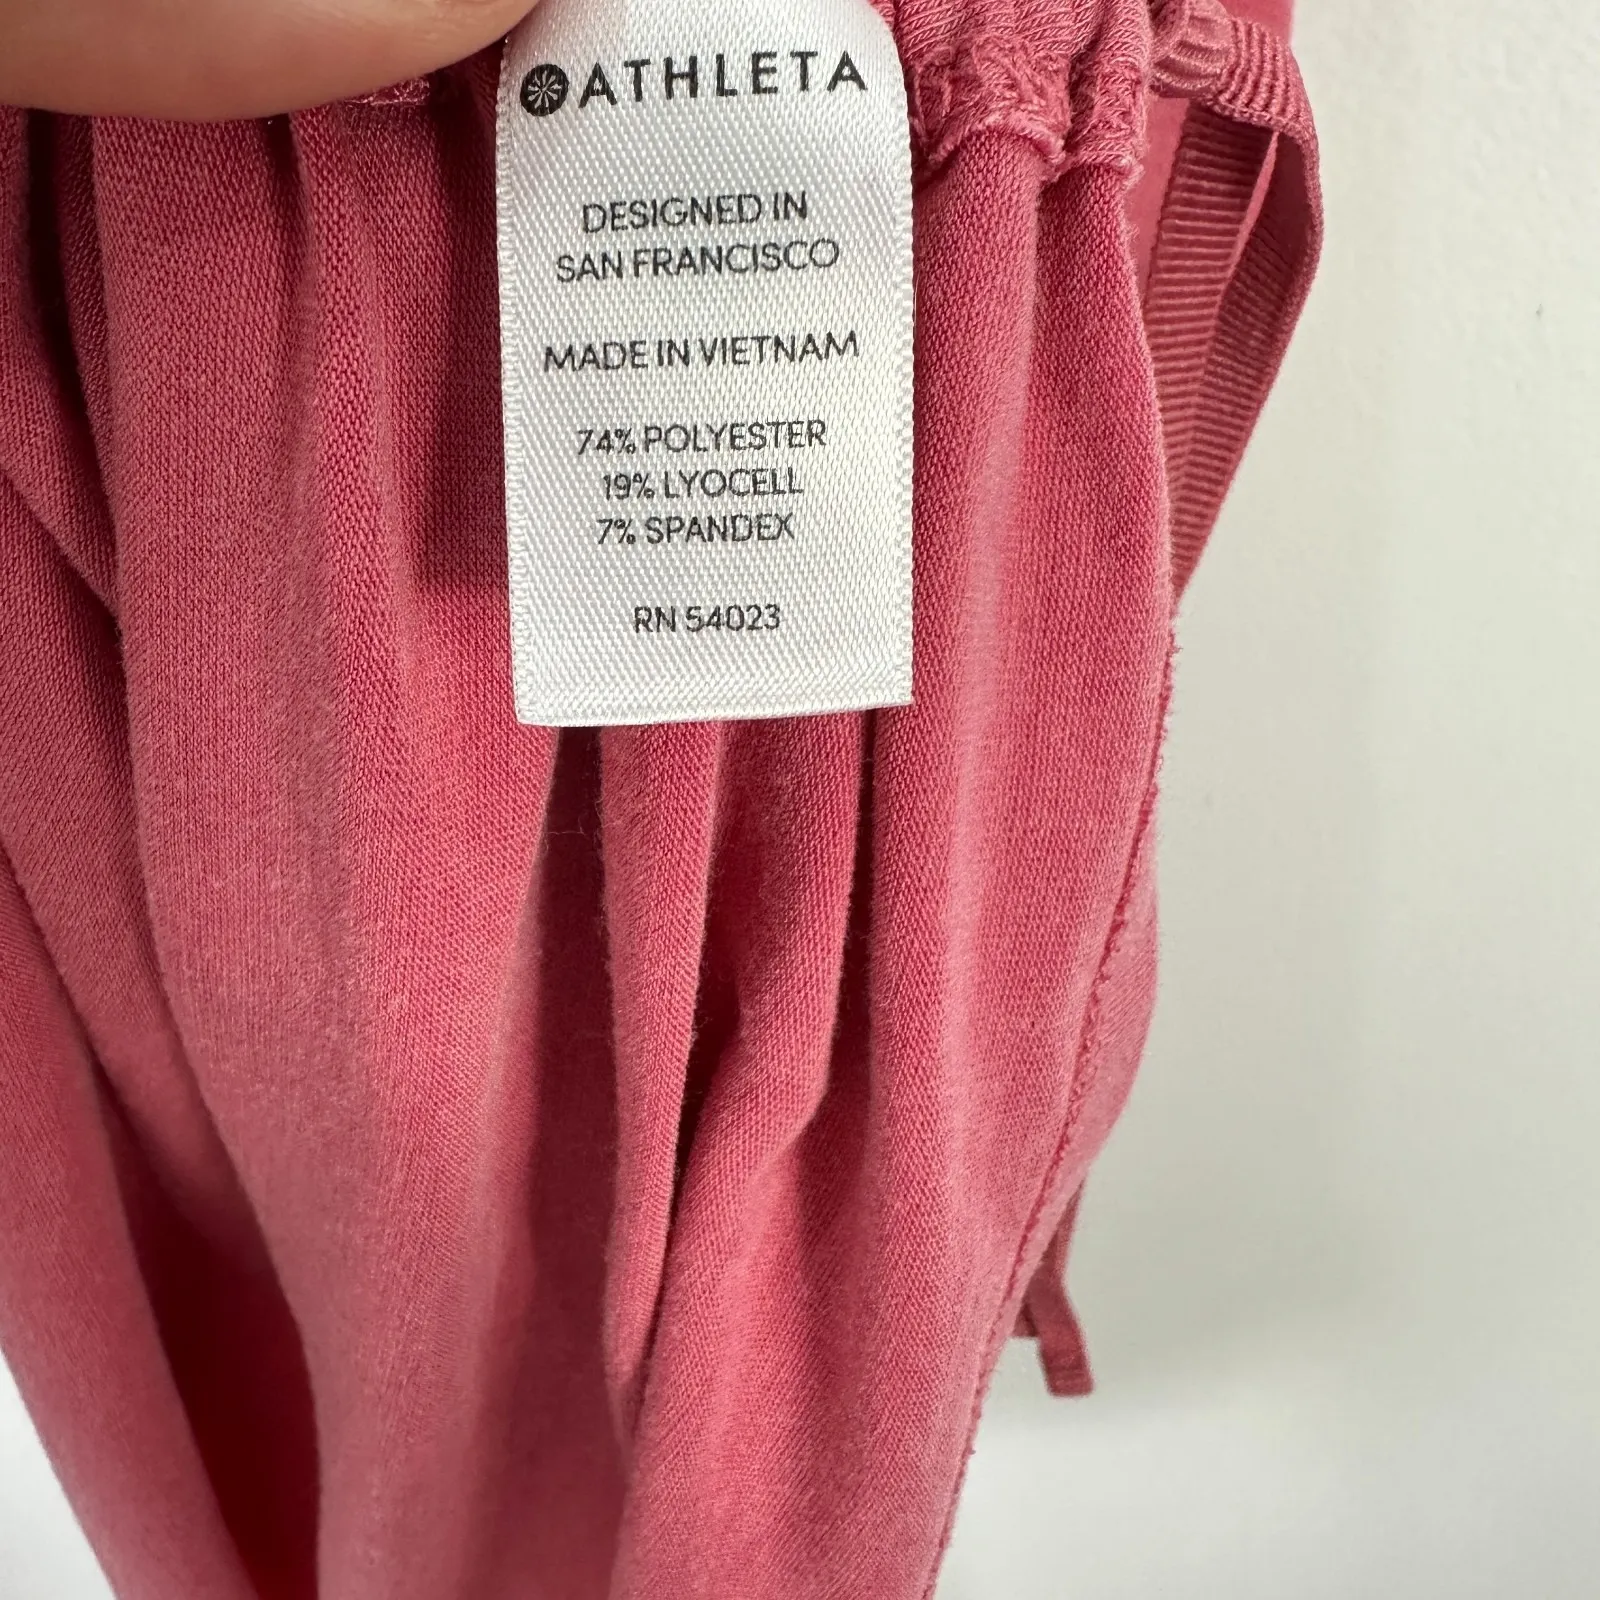 ATHLETA
DESIGNED IN
SAN FRANCISCO
MADE IN VIETNAM
74% POLYESTER
19% LYOCELL
7% SPANDEX
RN 54023